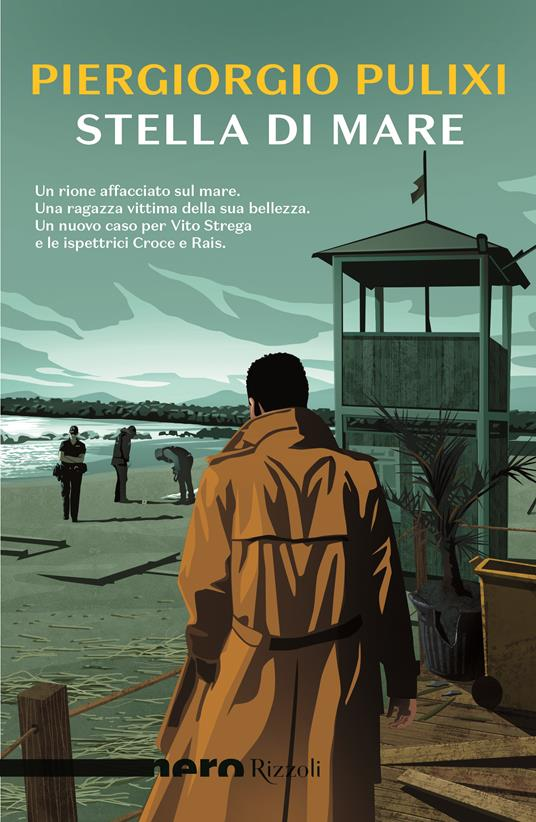 PIERGIORGIO PULIXI
STELLA DI MARE
Un rione affacciato sul mare.
Una ragazza vittima della sua bellezza.
Un nuovo caso per Vito Strega
e le ispettrici Croce e Rais.
nero Rizzoli